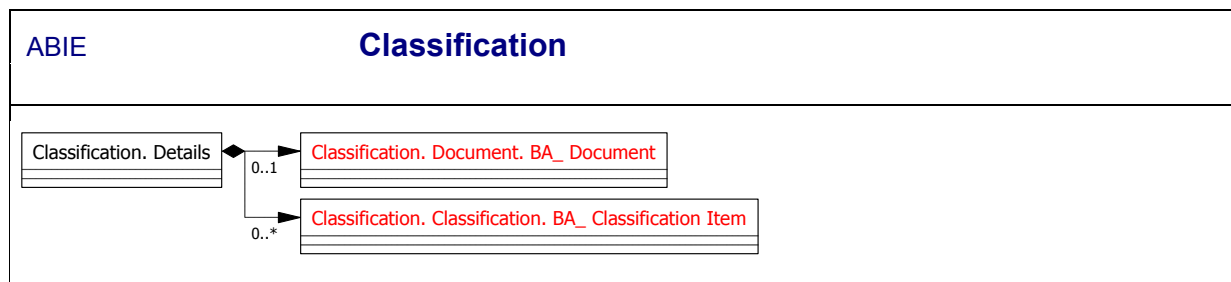 ABIE
Classification
Classification. Details
Classification. Document. BA_ Document
0..1
Classification. Classification. BA_ Classification Item
0..*